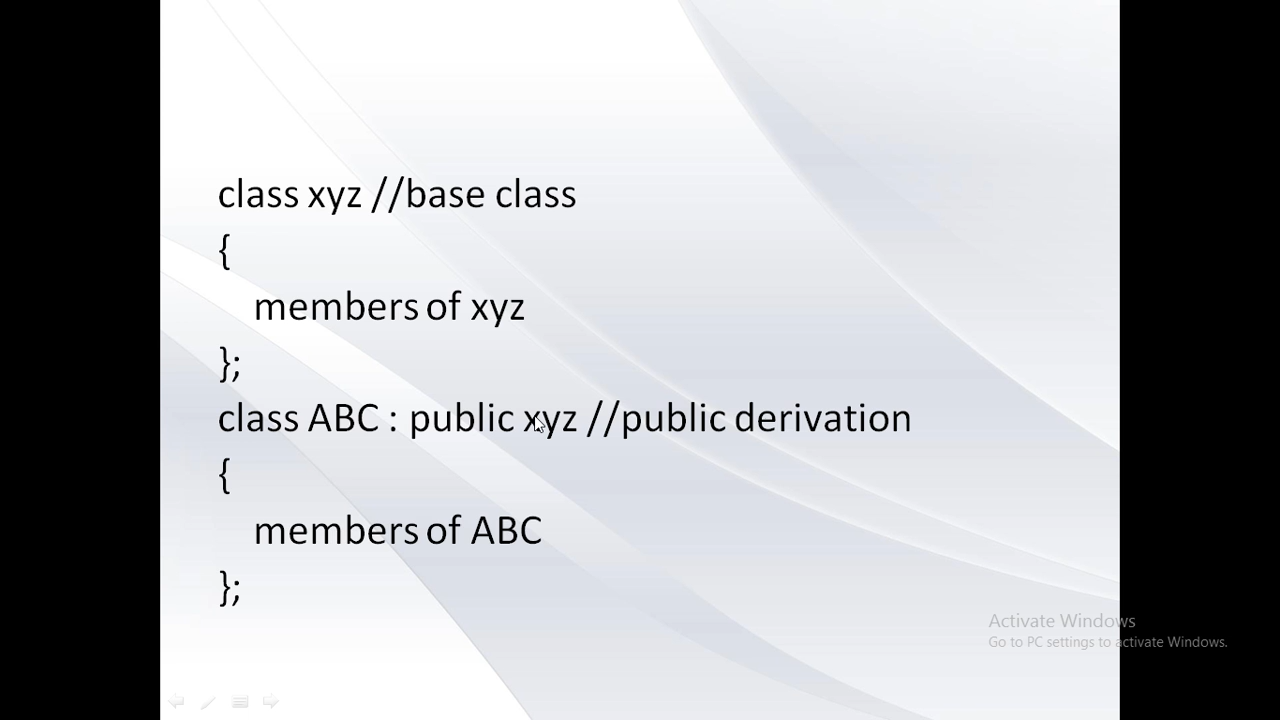 class xyz //base class
{
members of xyz
};
class ABC : public xyz //public derivation
{
members of ABC
};
Activate Windows
Go to PC settings to activate Windows.